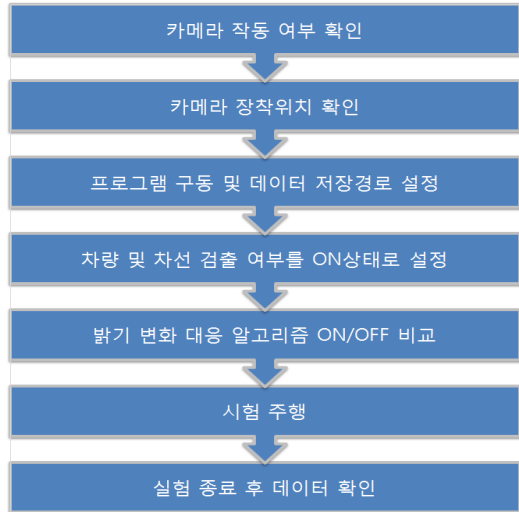 카메라 작동 여부 확인
카메라 장착위치 확인
프로그램 구동 및 데이터 저장경로 설정
차량 및 차선 검출 여부를 ON상태로 설정
밝기 변화 대응 알고리즘 ON/OFF 비교
시험 주행
실험 종료 후 데이터 확인